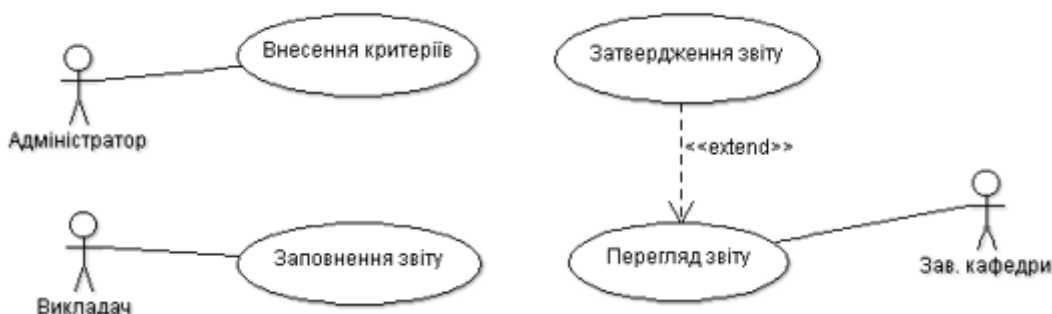 Внесення критеріїв
Затвердження звіту
Адміністратор
<<extend>>
Заповнення звіту
Перегляд звіту
Зав. кафедри
Викладач